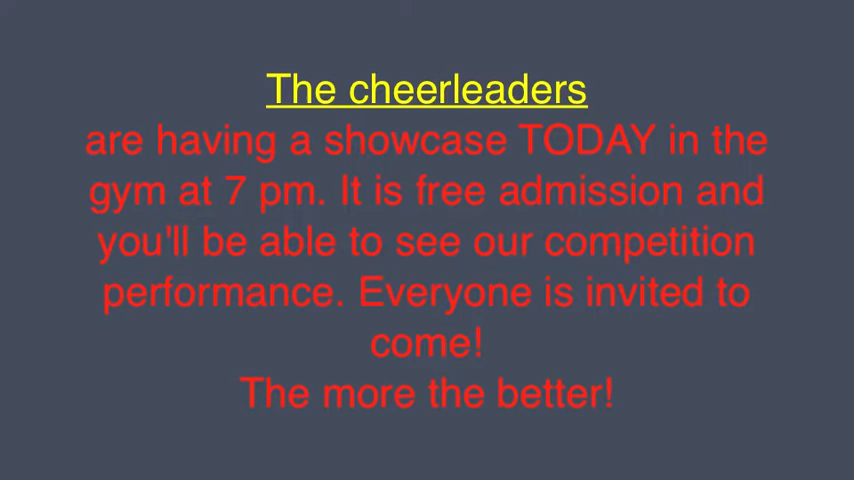 The cheerleaders
are having a showcase TODAY in the
gym at 7 pm. It is free admission and
you'll be able to see our competition
performance. Everyone is invited to
come!
The more the better!